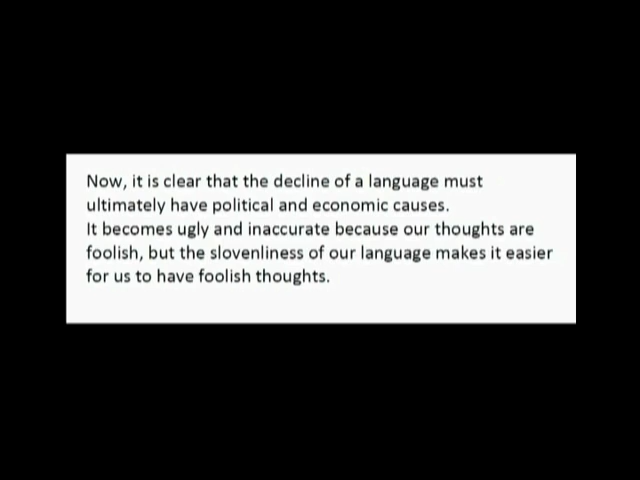 Now, it is clear that the decline of a language must
ultimately have political and economic causes.
It becomes ugly and inaccurate because our thoughts are
foolish, but the slovenliness of our language makes it easier
for us to have foolish thoughts.